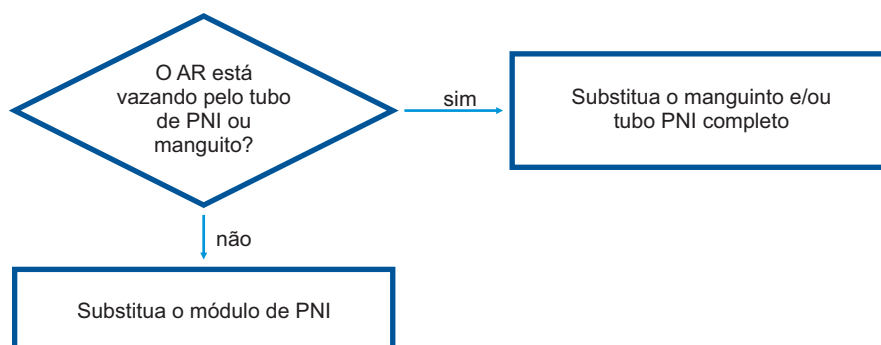 O AR está
vazando pelo tubo
de PNI ou
manguito?
sim
Substitua o manguinto e/ou
tubo PNI completo
não
Substitua o módulo de PNI